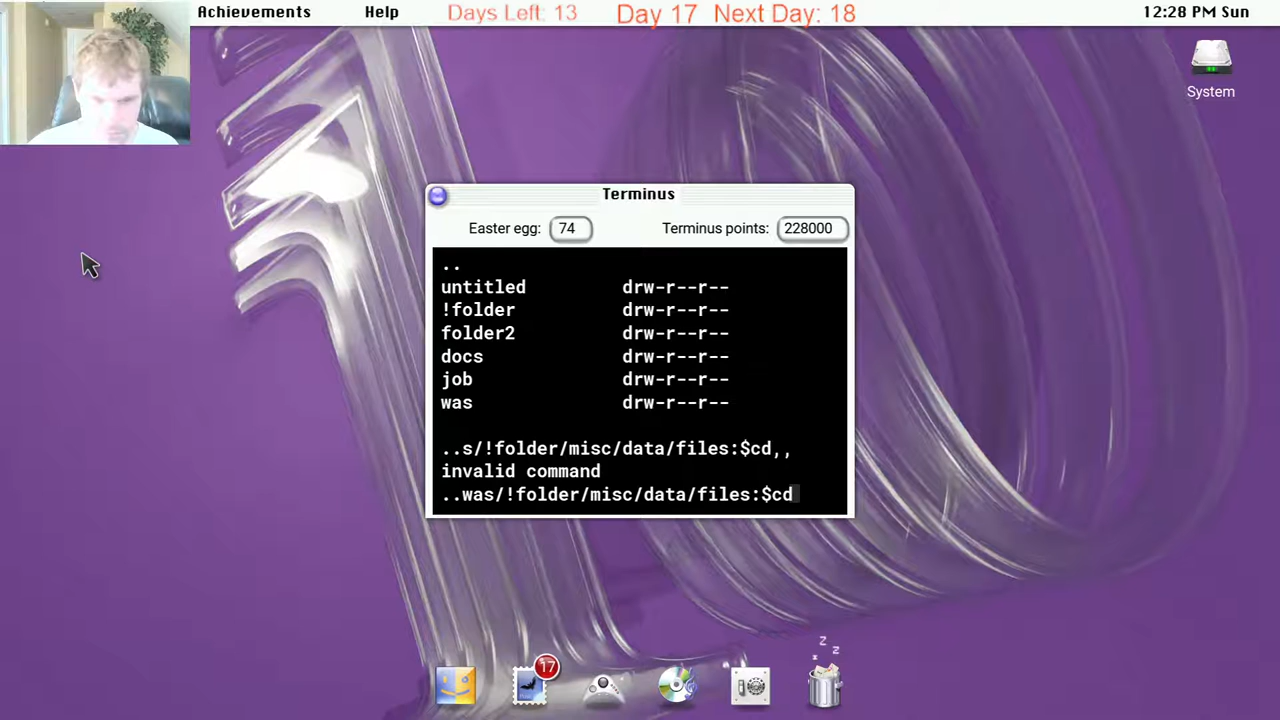 Achievements Help Days Left: 13 Day 17 Next Day: 18 12:28 PM Sun
System
Terminus
Easter egg: 74 Terminus points: 228000
..
untitled drw-r--r--
!folder drw-r--r--
folder2 drw-r--r--
docs drw-r--r--
job drw-r--r--
was drw-r--r--
..s/!folder/misc/data/files:$cd,,
invalid command
..was/!folder/misc/data/files:$cd
z
z
z
17